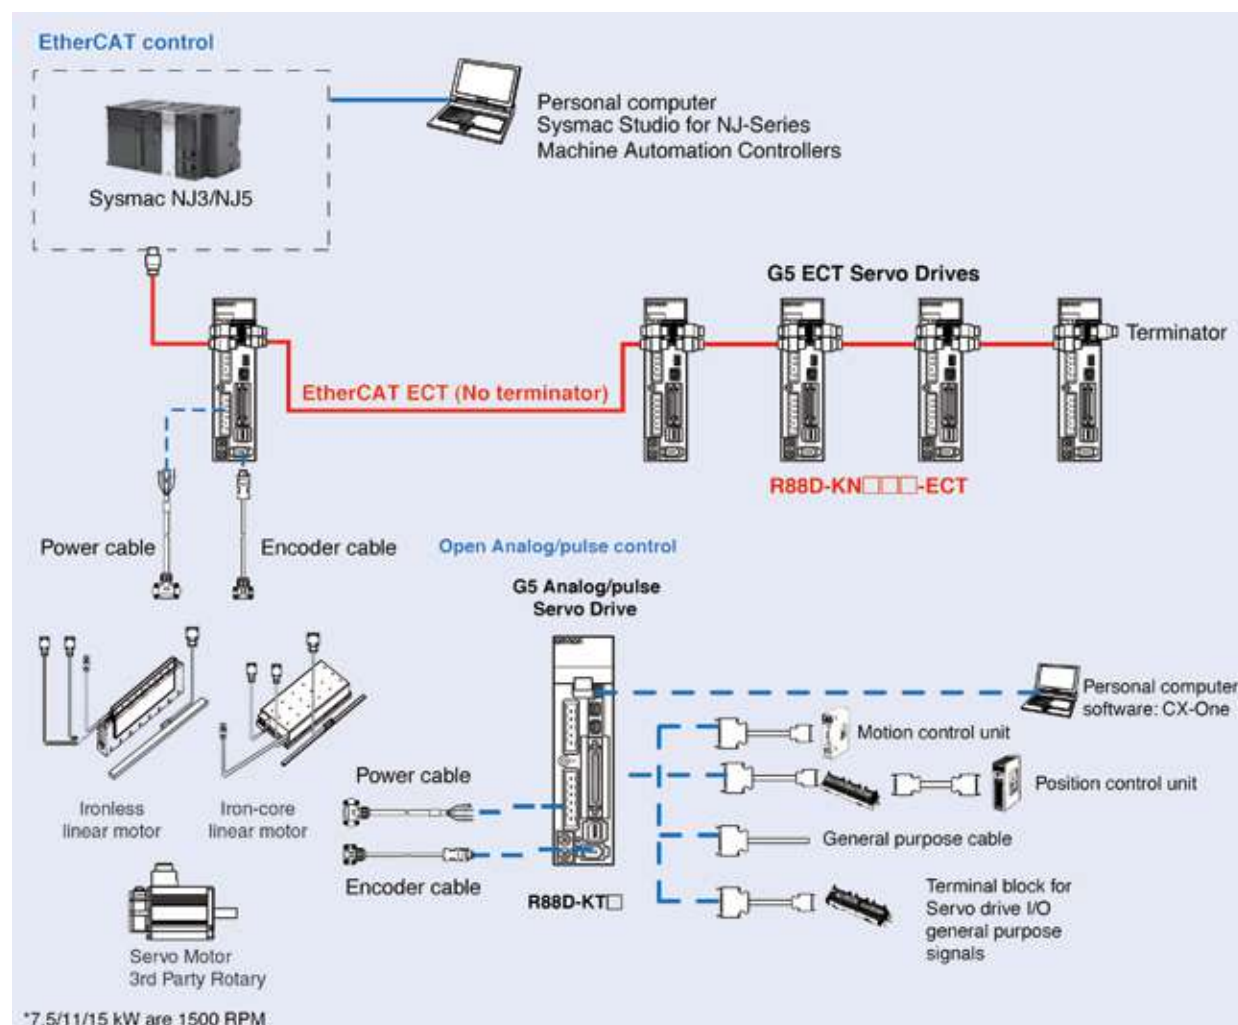 EtherCAT control
Personal computer
Sysmac Studio for NJ-Series
Machine Automation Controllers
Sysmac NJ3/NJ5
G5 ECT Servo Drives
Terminator
EtherCAT ECT (No terminator)
R88D-KN□□□-ECT
Power cable
Encoder cable
Open Analog/pulse control
G5 Analog/pulse
Servo Drive
Personal computer
software: CX-One
Motion control unit
Power cable
Position control unit
Ironless
linear motor
Iron-core
linear motor
General purpose cable
Encoder cable
R88D-KT□
Terminal block for
Servo drive I/O
general purpose
signals
Servo Motor
3rd Party Rotary
*7.5/11/15 kW are 1500 RPM